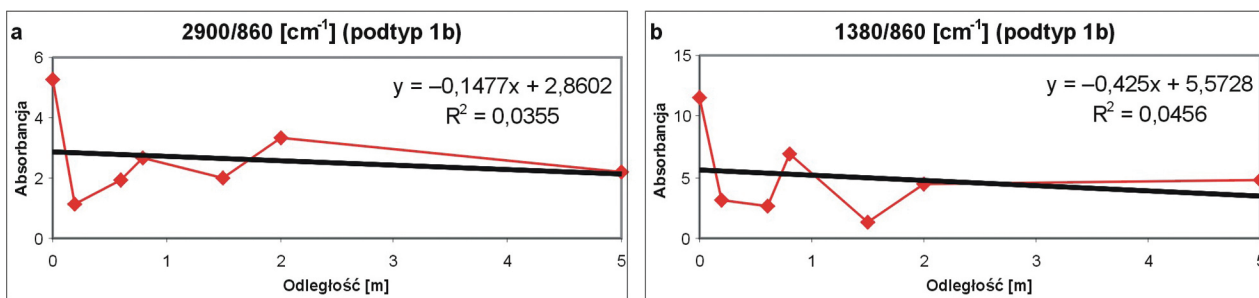 a
2900/860 [cm⁻¹] (podtyp 1b)
6
4
2
0
Absorbancja
y = –0,1477x + 2,8602
R² = 0,0355
0 1 2 3 4 5
Odległość [m]
b
1380/860 [cm⁻¹] (podtyp 1b)
15
10
5
0
Absorbancja
y = –0,425x + 5,5728
R² = 0,0456
0 1 2 3 4 5
Odległość [m]